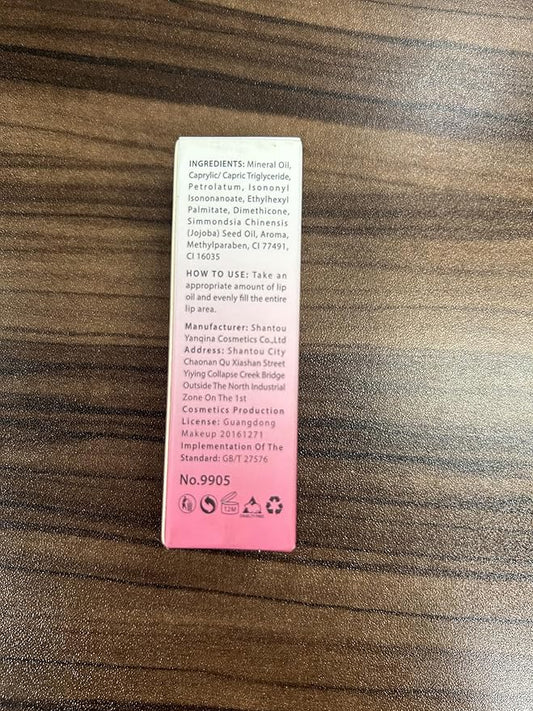 INGREDIENTS: Mineral Oil,
Caprylic/ Capric Triglyceride,
Petrolatum, Isononyl
Isononanoate, Ethylhexyl
Palmitate, Dimethicone,
Simmondsia Chinensis
(Jojoba) Seed Oil, Aroma,
Methylparaben, CI 77491,
CI 16035
HOW TO USE: Take an
appropriate amount of lip
oil and evenly fill the entire
lip area.
Manufacturer: Shantou
Yanqina Cosmetics Co.,Ltd
Address: Shantou City
Chaonan Qu Xiashan Street
Yiying Collapse Creek Bridge
Outside The North Industrial
Zone On The 1st
Cosmetics Production
License: Guangdong
Makeup 20161271
Implementation Of The
Standard: GB/T 27576
No.9905
12M
CRUELTY FREE